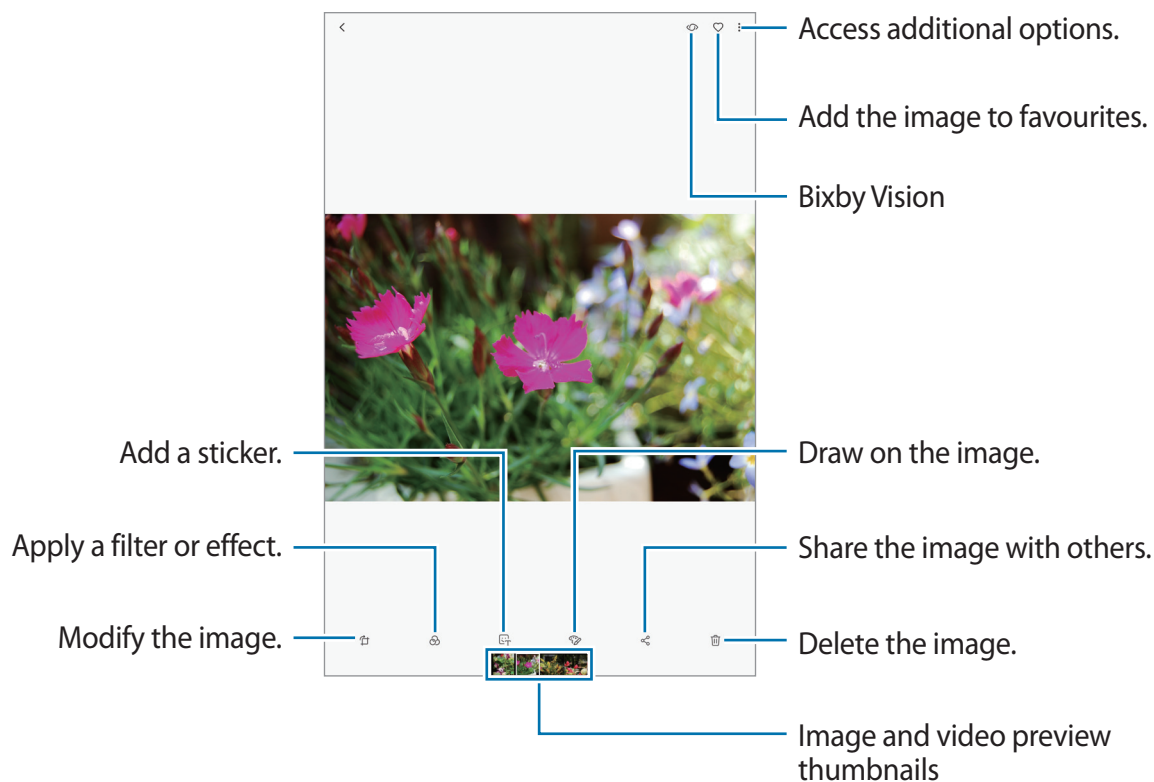 Access additional options.
Add the image to favourites.
Bixby Vision
Add a sticker.
Draw on the image.
Apply a filter or effect.
Share the image with others.
Modify the image.
Delete the image.
Image and video preview
thumbnails